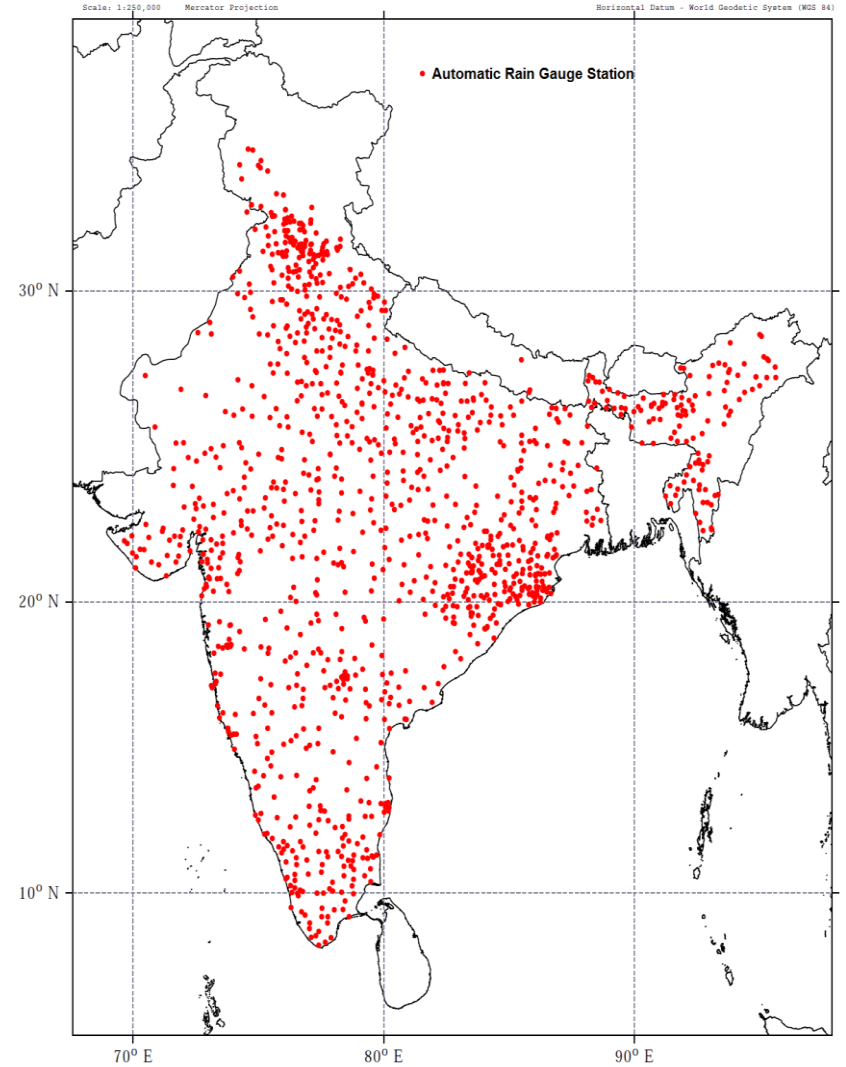 Scale: 1:250,000 Mercator Projection Horizontal Datum - World Geodetic System (WGS 84)
Automatic Rain Gauge Station
30° N
20° N
10° N
70° E 80° E 90° E